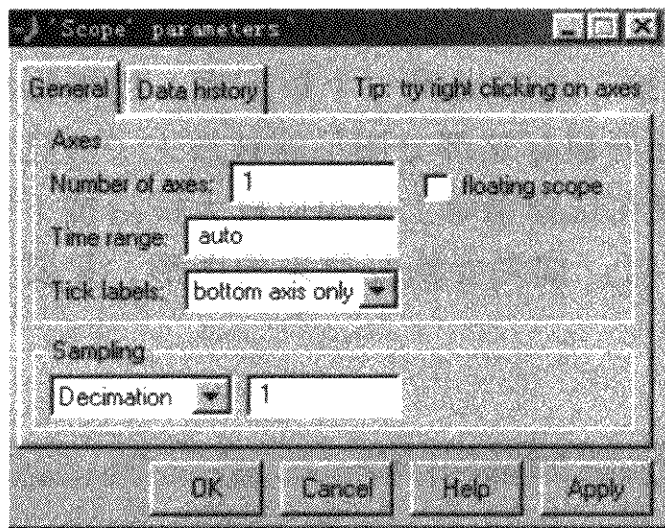 'Scope' parameters
General Data history Tip: try right clicking on axes
Axes
Number of axes: 1 floating scope
Time range: auto
Tick labels: bottom axis only
Sampling
Decimation 1
OK Cancel Help Apply